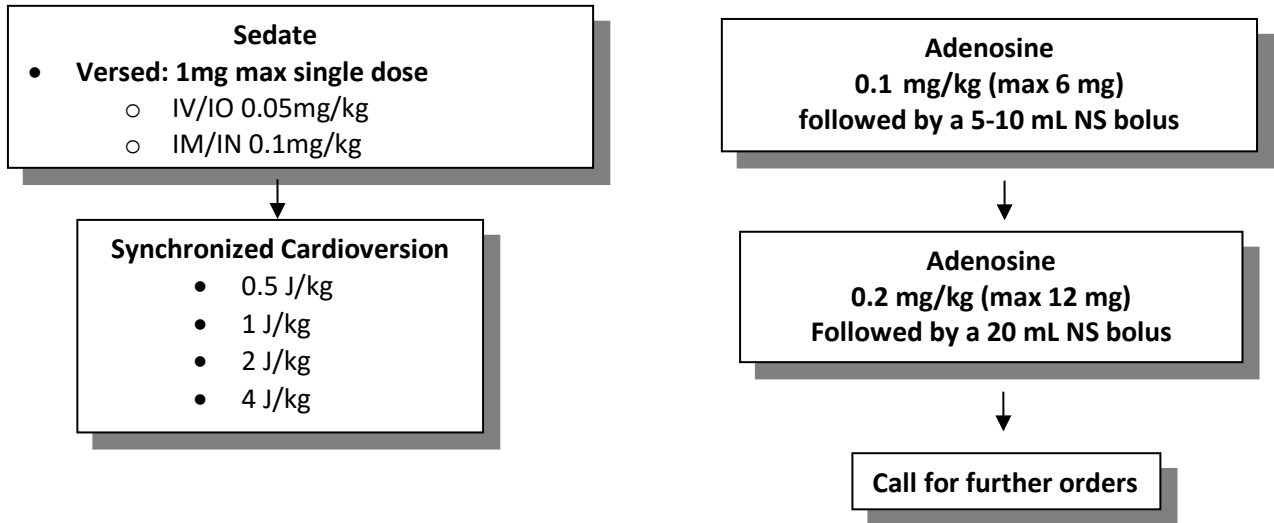 Sedate
• Versed: 1mg max single dose
o IV/IO 0.05mg/kg
o IM/IN 0.1mg/kg
Synchronized Cardioversion
• 0.5 J/kg
• 1 J/kg
• 2 J/kg
• 4 J/kg
Adenosine
0.1 mg/kg (max 6 mg)
followed by a 5-10 mL NS bolus
Adenosine
0.2 mg/kg (max 12 mg)
Followed by a 20 mL NS bolus
Call for further orders